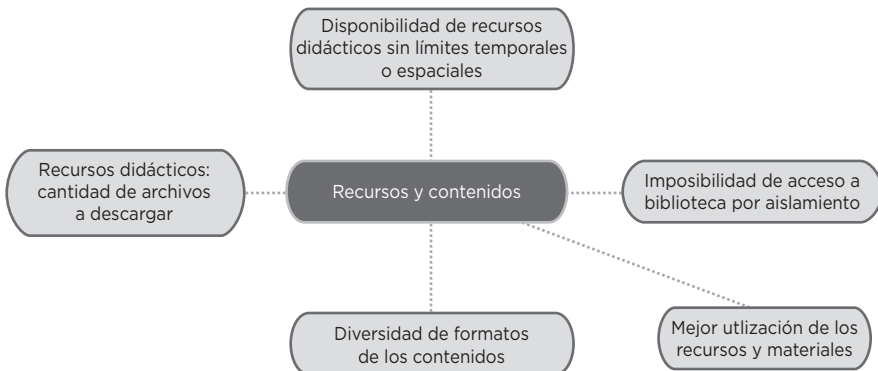 Disponibilidad de recursos
didácticos sin límites temporales
o espaciales
Recursos didácticos:
cantidad de archivos
a descargar
Recursos y contenidos
Imposibilidad de acceso a
biblioteca por aislamiento
Diversidad de formatos
de los contenidos
Mejor utlización de los
recursos y materiales